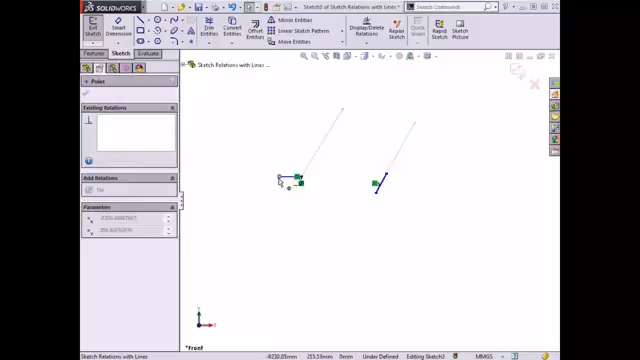 SOLIDWORKS
Sketch5 of Sketch Relations with Lines *
Search Commands
Exit Sketch
Smart Dimension
Trim Entities
Convert Entities
Offset Entities
Mirror Entities
Linear Sketch Pattern
Move Entities
Display/Delete Relations
Repair Sketch
Quick Snaps
Rapid Sketch
Sketch Picture
Features
Sketch
Evaluate
Sketch Relations with Lines ...
Point
Existing Relations
Add Relations
Fix
Parameters
Y
X
*Front
Sketch Relations with Lines
0mm
Under Defined
Editing Sketch3
MMGS